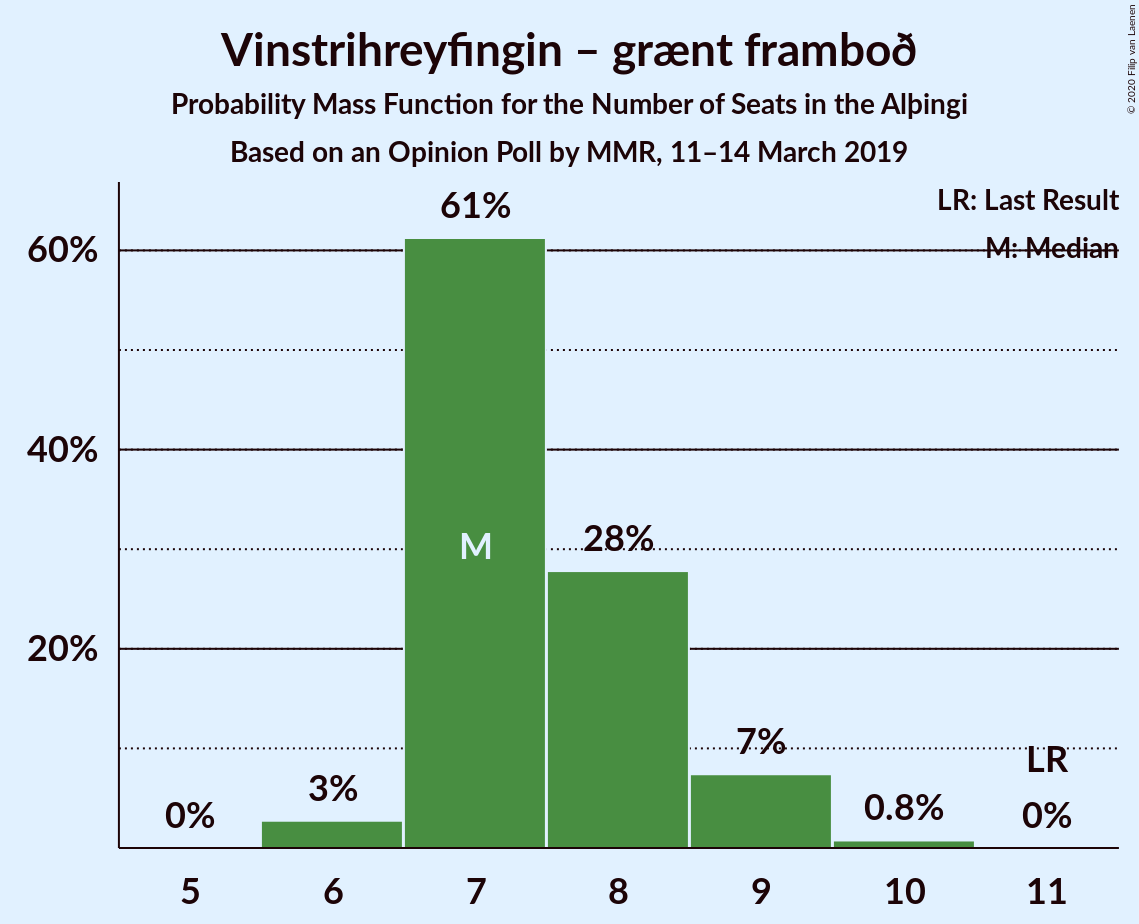 Vinstrihreyfingin – grænt framboð
Probability Mass Function for the Number of Seats in the Alþingi
Based on an Opinion Poll by MMR, 11–14 March 2019
© 2020 Filip van Laenen
LR: Last Result
M: Median
61%
60%
M
28%
40%
20%
7%
LR
3%
0.8%
0%
0%
5 6 7 8 9 10 11